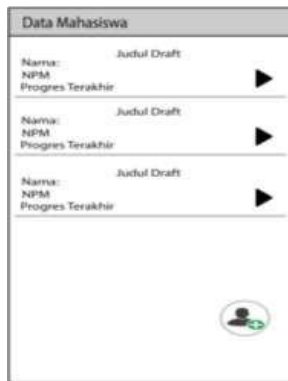 Data Mahasiswa
Judul Draft
Nama:
NPM
Progres Terakhir
Judul Draft
Nama:
NPM
Progres Terakhir
Judul Draft
Nama:
NPM
Progres Terakhir